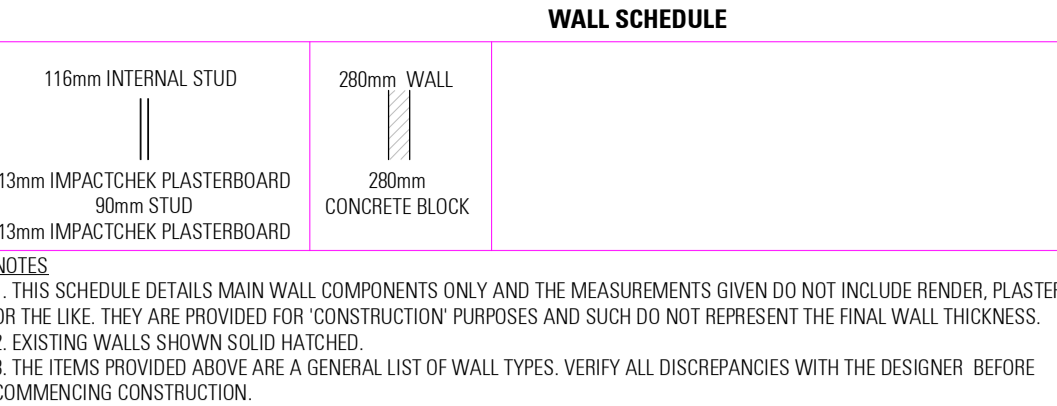 WALL SCHEDULE
116mm INTERNAL STUD
13mm IMPACTCHEK PLASTERBOARD
90mm STUD
13mm IMPACTCHEK PLASTERBOARD
280mm WALL
280mm
CONCRETE BLOCK
NOTES
1. THIS SCHEDULE DETAILS MAIN WALL COMPONENTS ONLY AND THE MEASUREMENTS GIVEN DO NOT INCLUDE RENDER, PLASTER
OR THE LIKE. THEY ARE PROVIDED FOR 'CONSTRUCTION' PURPOSES AND SUCH DO NOT REPRESENT THE FINAL WALL THICKNESS.
2. EXISTING WALLS SHOWN SOLID HATCHED.
3. THE ITEMS PROVIDED ABOVE ARE A GENERAL LIST OF WALL TYPES. VERIFY ALL DISCREPANCIES WITH THE DESIGNER BEFORE
COMMENCING CONSTRUCTION.